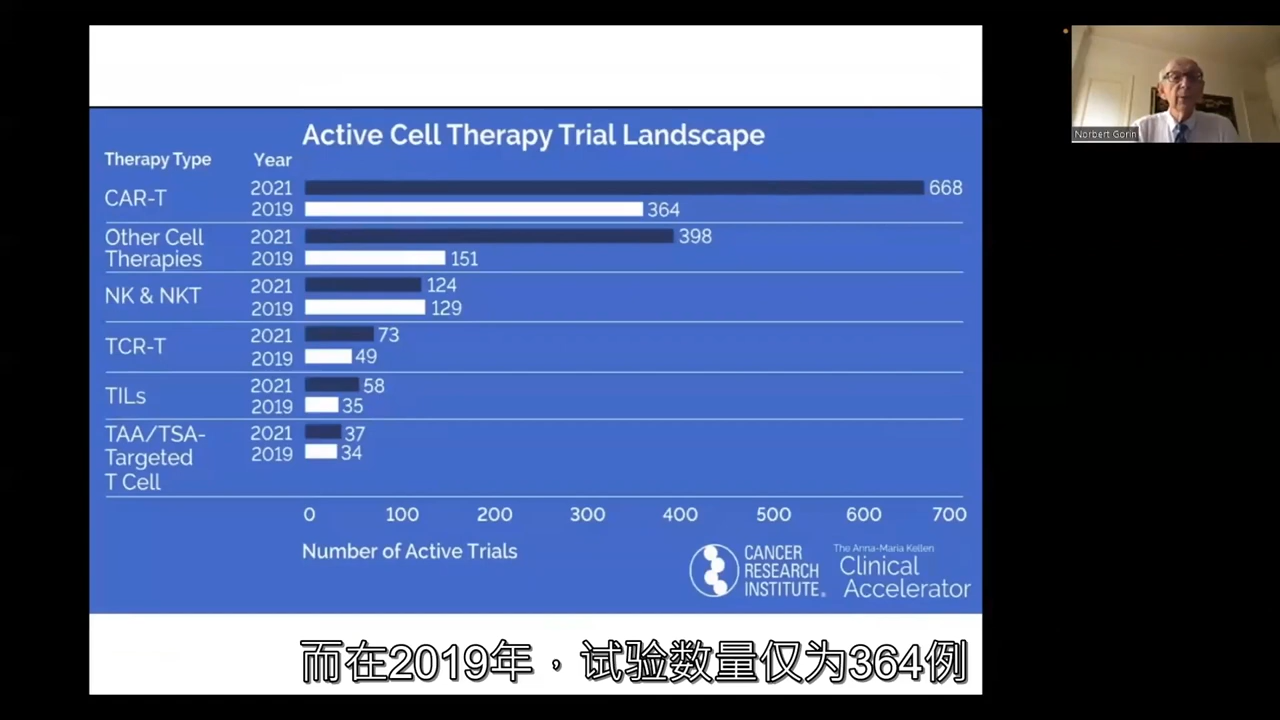 Active Cell Therapy Trial Landscape
Therapy Type Year
CAR-T
2021 668
2019 364
Other Cell
Therapies
2021 398
2019 151
NK & NKT
2021 124
2019 129
TCR-T
2021 73
2019 49
TILs
2021 58
2019 35
TAA/TSA-
Targeted
T Cell
2021 37
2019 34
0 100 200 300 400 500 600 700
Number of Active Trials
CANCER
RESEARCH
INSTITUTE®
The Anna-Maria Kellen
Clinical
Accelerator
而在2019年，试验数量仅为364例
Norbert Gorin